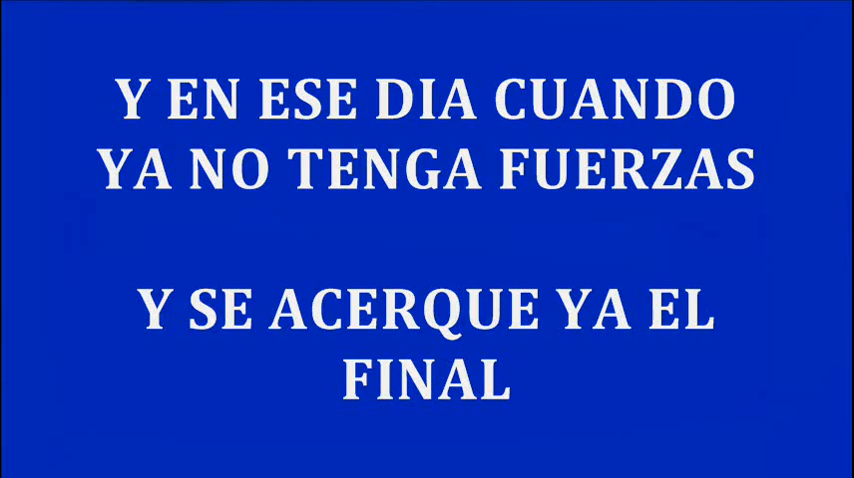 Y EN ESE DIA CUANDO
YA NO TENGA FUERZAS
Y SE ACERQUE YA EL
FINAL